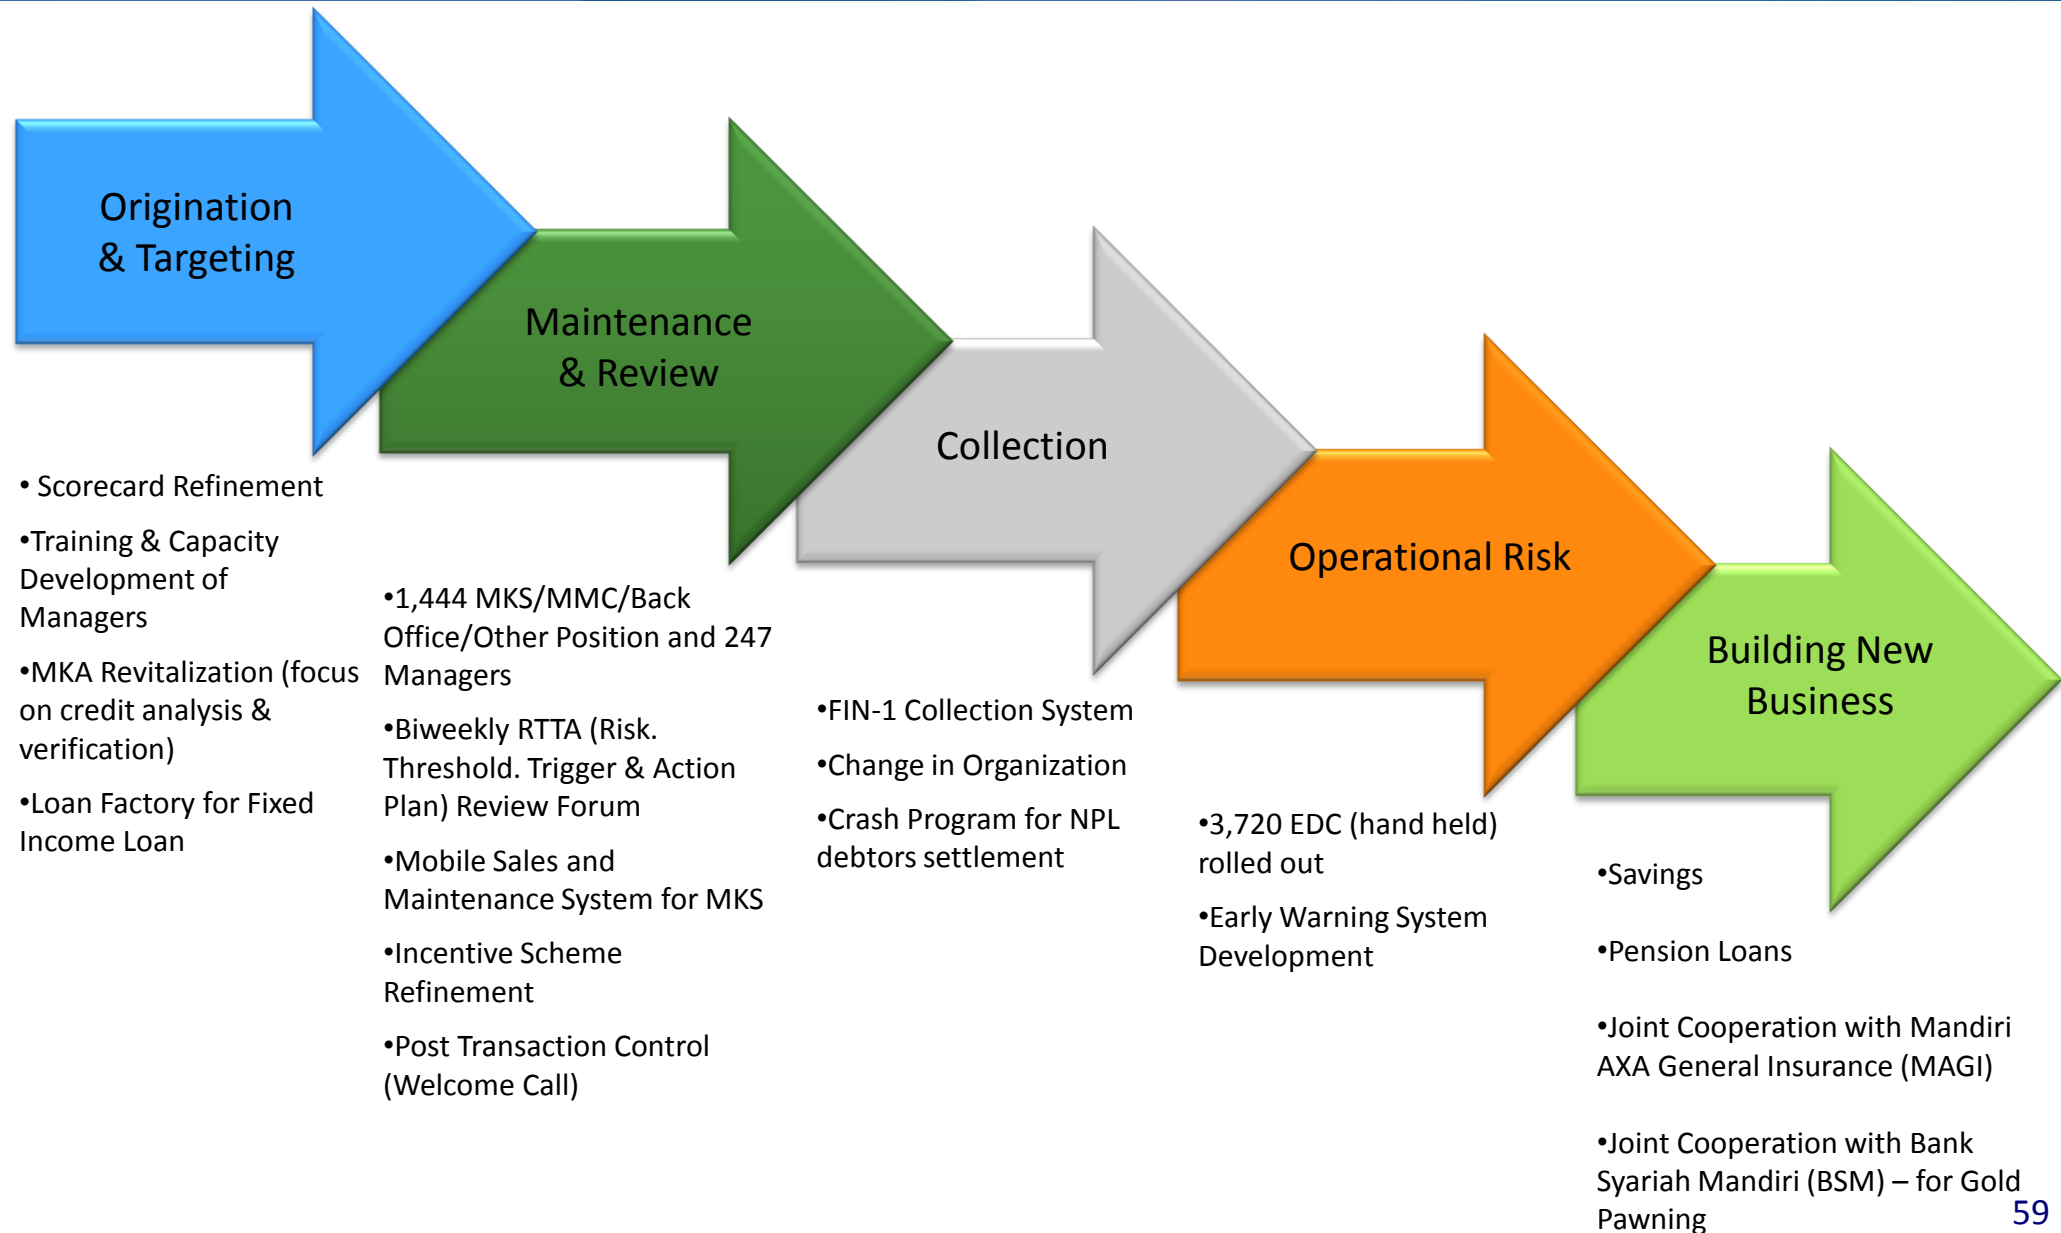 Origination
& Targeting
• Scorecard Refinement
•Training & Capacity
Development of
Managers
•MKA Revitalization (focus
on credit analysis &
verification)
•Loan Factory for Fixed
Income Loan
Maintenance
& Review
•1,444 MKS/MMC/Back
Office/Other Position and 247
Managers
•Biweekly RTTA (Risk.
Threshold. Trigger & Action
Plan) Review Forum
•Mobile Sales and
Maintenance System for MKS
•Incentive Scheme
Refinement
•Post Transaction Control
(Welcome Call)
Collection
•FIN-1 Collection System
•Change in Organization
•Crash Program for NPL
debtors settlement
Operational Risk
•3,720 EDC (hand held)
rolled out
•Early Warning System
Development
Building New
Business
•Savings
•Pension Loans
•Joint Cooperation with Mandiri
AXA General Insurance (MAGI)
•Joint Cooperation with Bank
Syariah Mandiri (BSM) – for Gold
Pawning
59